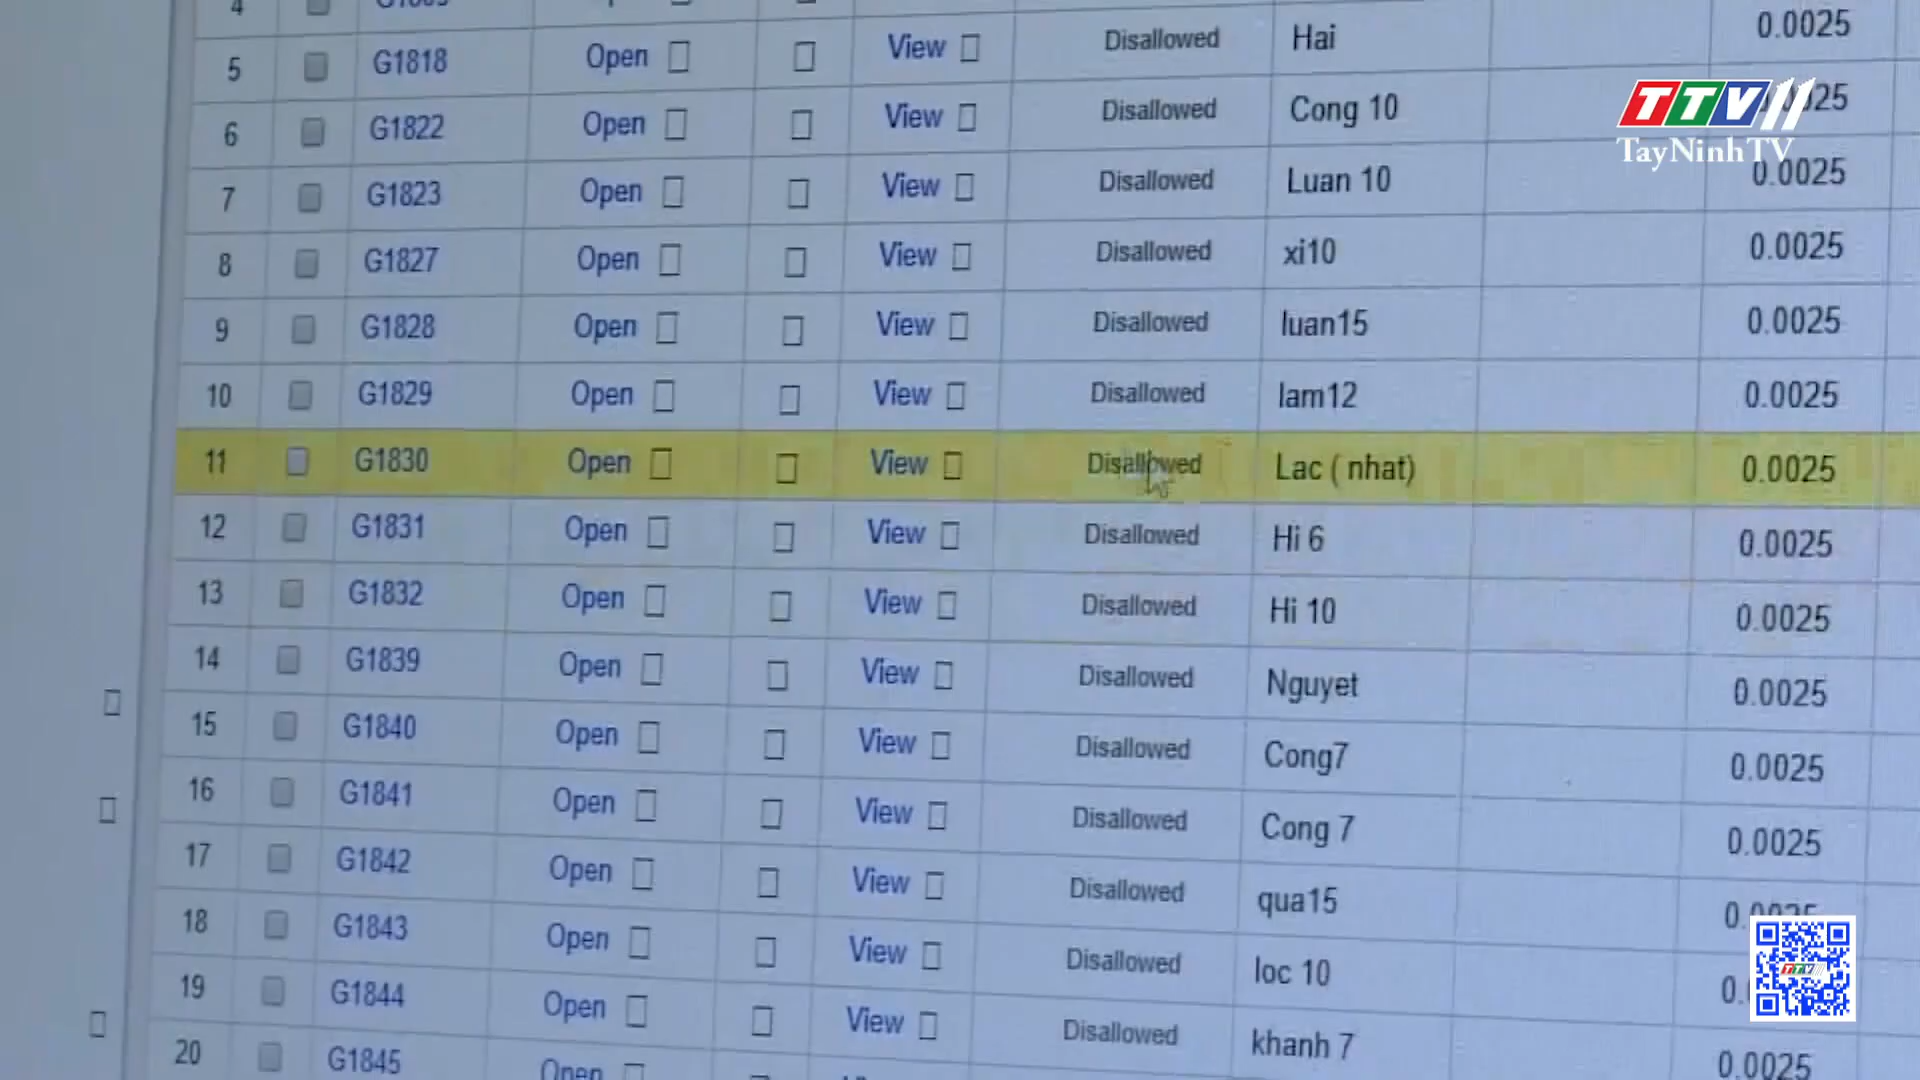 4
5 G1818 Open View Disallowed Hai 0.0025
6 G1822 Open View Disallowed Cong 10
7 G1823 Open View Disallowed Luan 10 0.0025
8 G1827 Open View Disallowed xi10 0.0025
9 G1828 Open View Disallowed luan15 0.0025
10 G1829 Open View Disallowed lam12 0.0025
11 G1830 Open View Disallowed Lac ( nhat) 0.0025
12 G1831 Open View Disallowed Hi 6 0.0025
13 G1832 Open View Disallowed Hi 10 0.0025
14 G1839 Open View Disallowed Nguyet 0.0025
15 G1840 Open View Disallowed Cong7 0.0025
16 G1841 Open View Disallowed Cong 7 0.0025
17 G1842 Open View Disallowed qua15
18 G1843 Open View Disallowed loc 10
19 G1844 Open View Disallowed khanh 7 0.0025
20 G1845 Open
TTV11
TayNinhTV
TTV11